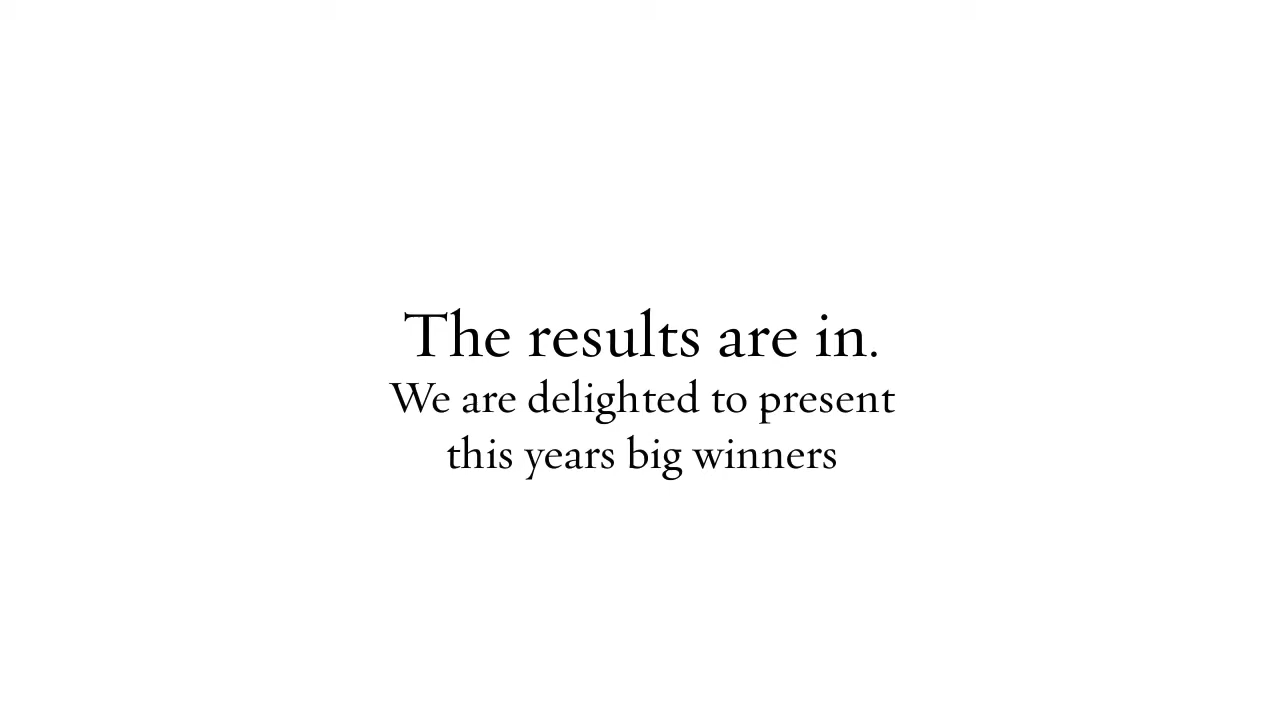 The results are in.
We are delighted to present
this years big winners